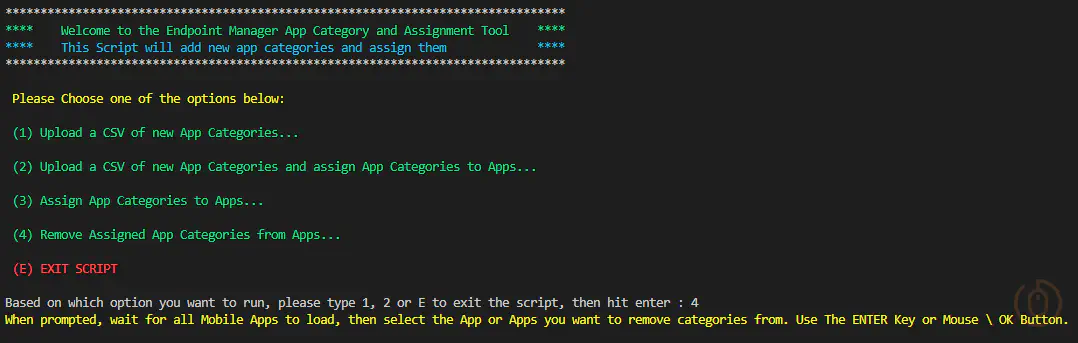 ********************************************************************************
****    Welcome to the Endpoint Manager App Category and Assignment Tool    ****
****    This Script will add new app categories and assign them             ****
********************************************************************************
Please Choose one of the options below:
(1) Upload a CSV of new App Categories...
(2) Upload a CSV of new App Categories and assign App Categories to Apps...
(3) Assign App Categories to Apps...
(4) Remove Assigned App Categories from Apps...
(E) EXIT SCRIPT
Based on which option you want to run, please type 1, 2 or E to exit the script, then hit enter : 4
When prompted, wait for all Mobile Apps to load, then select the App or Apps you want to remove categories from. Use The ENTER Key or Mouse \ OK Button.